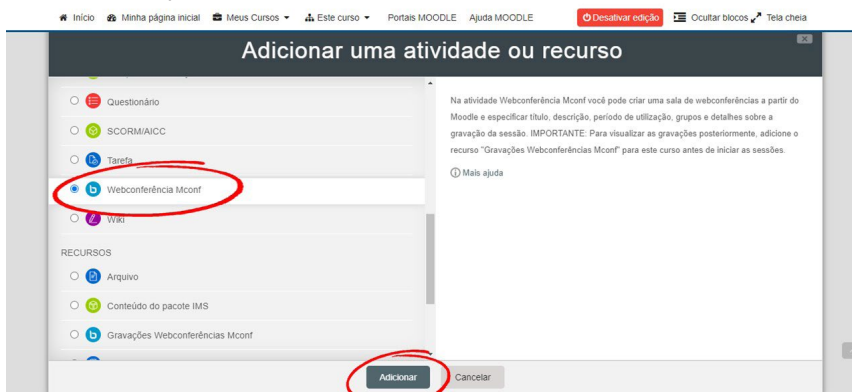 Início Minha página inicial Meus Cursos Este curso Portais MOODLE Ajuda MOODLE Desativar edição Ocultar blocos Tela cheia
Adicionar uma atividade ou recurso
Questionário
SCORM/AICC
Tarefa
Webconferência Mconf
Wiki
RECURSOS
Arquivo
Conteúdo do pacote IMS
Gravações Webconferências Mconf
Na atividade Webconferência Mconf você pode criar uma sala de webconferências a partir do
Moodle e especificar título, descrição, período de utilização, grupos e detalhes sobre a
gravação da sessão. IMPORTANTE: Para visualizar as gravações posteriormente, adicione o
recurso "Gravações Webconferências Mconf" para este curso antes de iniciar as sessões.
Mais ajuda
Adicionar Cancelar